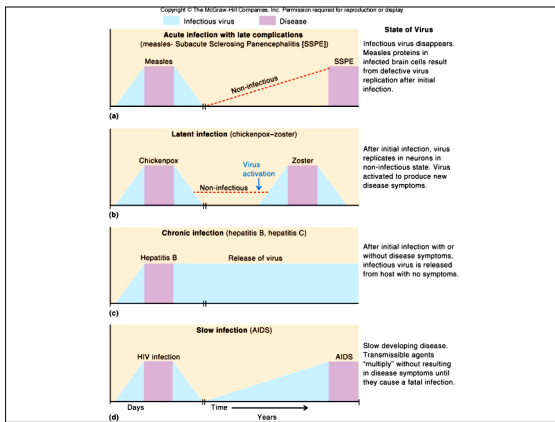 Copyright © The McGraw-Hill Companies, Inc. Permission required for reproduction or display.
Infectious virus
Disease
Acute infection with late complications
(measles- Subacute Sclerosing Panencephalitis [SSPE])
Measles
Non-infectious
SSPE
(a)
State of Virus
Infectious virus disappears.
Measles proteins in
infected brain cells result
from defective virus
replication after initial
infection.
Latent infection (chickenpox–zoster)
Chickenpox
Virus
activation
Zoster
Non-infectious
(b)
After initial infection, virus
replicates in neurons in
non-infectious state. Virus
activated to produce new
disease symptoms.
Chronic infection (hepatitis B, hepatitis C)
Hepatitis B
Release of virus
(c)
After initial infection with or
without disease symptoms,
infectious virus is released
from host with no symptoms.
Slow infection (AIDS)
HIV infection
AIDS
Days
Time
Years
(d)
Slow developing disease.
Transmissible agents
"multiply" without resulting
in disease symptoms until
they cause a fatal infection.